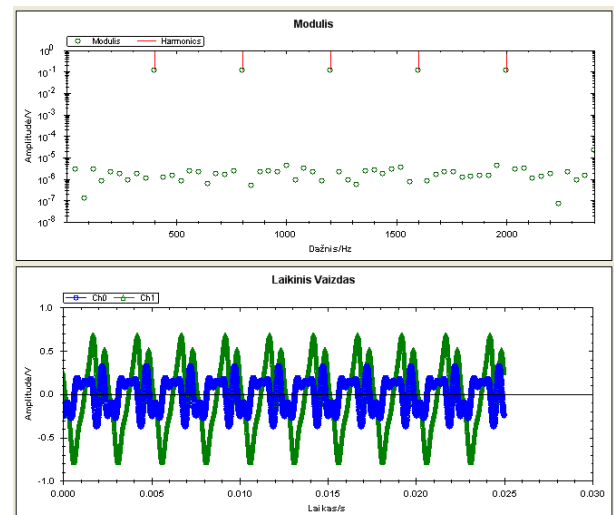 Modulis
Modulis Harmonics
Amplitudė/V
10^0
10^-1
10^-2
10^-3
10^-4
10^-5
10^-6
10^-7
10^-8
500 1000 1500 2000
Dažnis/Hz
Laikinis Vaizdas
Ch0 Ch1
Amplitudė/V
1.0
0.5
0.0
-0.5
-1.0
0.000 0.005 0.010 0.015 0.020 0.025 0.030
Laikas/s